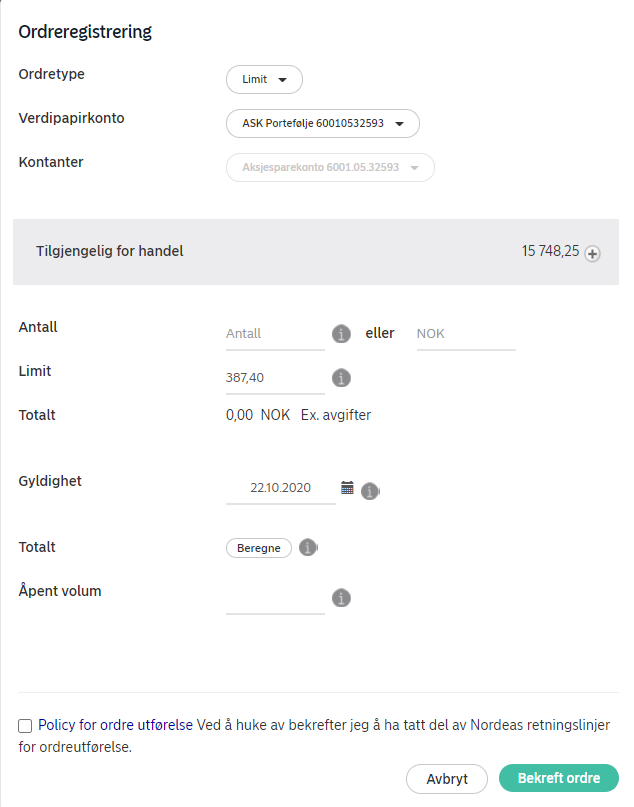 Ordreregistrering
Ordretype Limit
Verdipapirkonto ASK Portefølje 60010532593
Kontanter Aksjesparekonto 6001.05.32593
Tilgjengelig for handel 15 748,25
Antall Antall eller NOK
Limit 387,40
Totalt 0,00 NOK Ex. avgifter
Gyldighet 22.10.2020
Totalt Beregne
Åpent volum
Policy for ordre utførelse Ved å huke av bekrefter jeg å ha tatt del av Nordeas retningslinjer
for ordreutførelse.
Avbryt Bekreft ordre